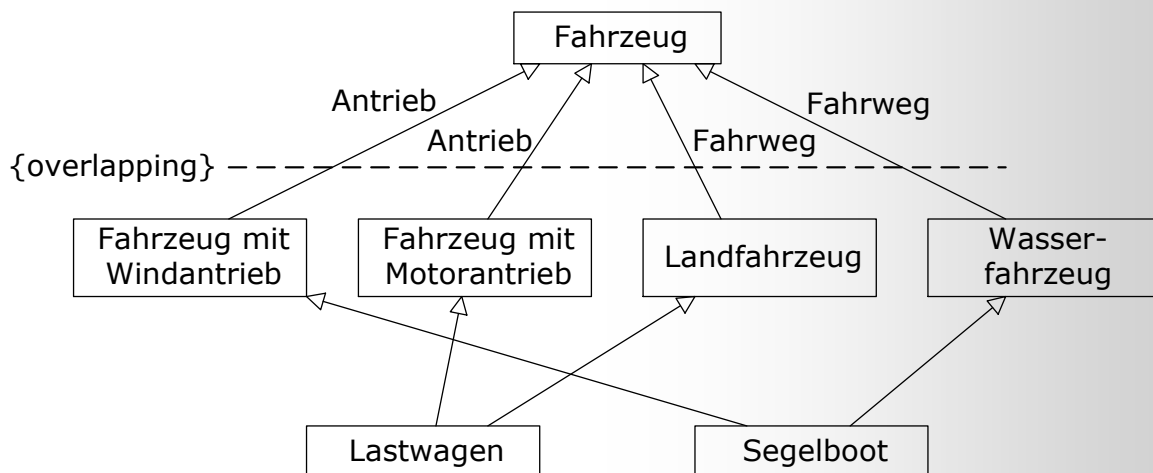 Fahrzeug
Antrieb
Fahrweg
Antrieb
Fahrweg
{overlapping}
Fahrzeug mit
Windantrieb
Fahrzeug mit
Motorantrieb
Landfahrzeug
Wasser-
fahrzeug
Lastwagen
Segelboot